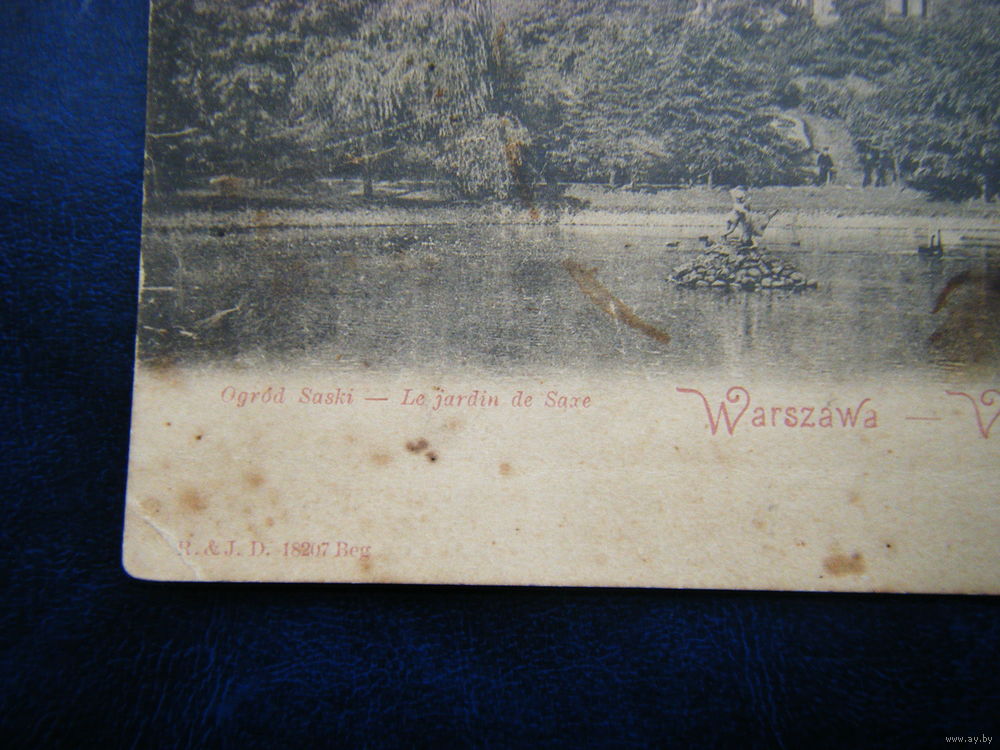 Ogród Saski — Le jardin de Saxe
Warszawa —
R. & J. D. 18207 Beg
www.ay.by